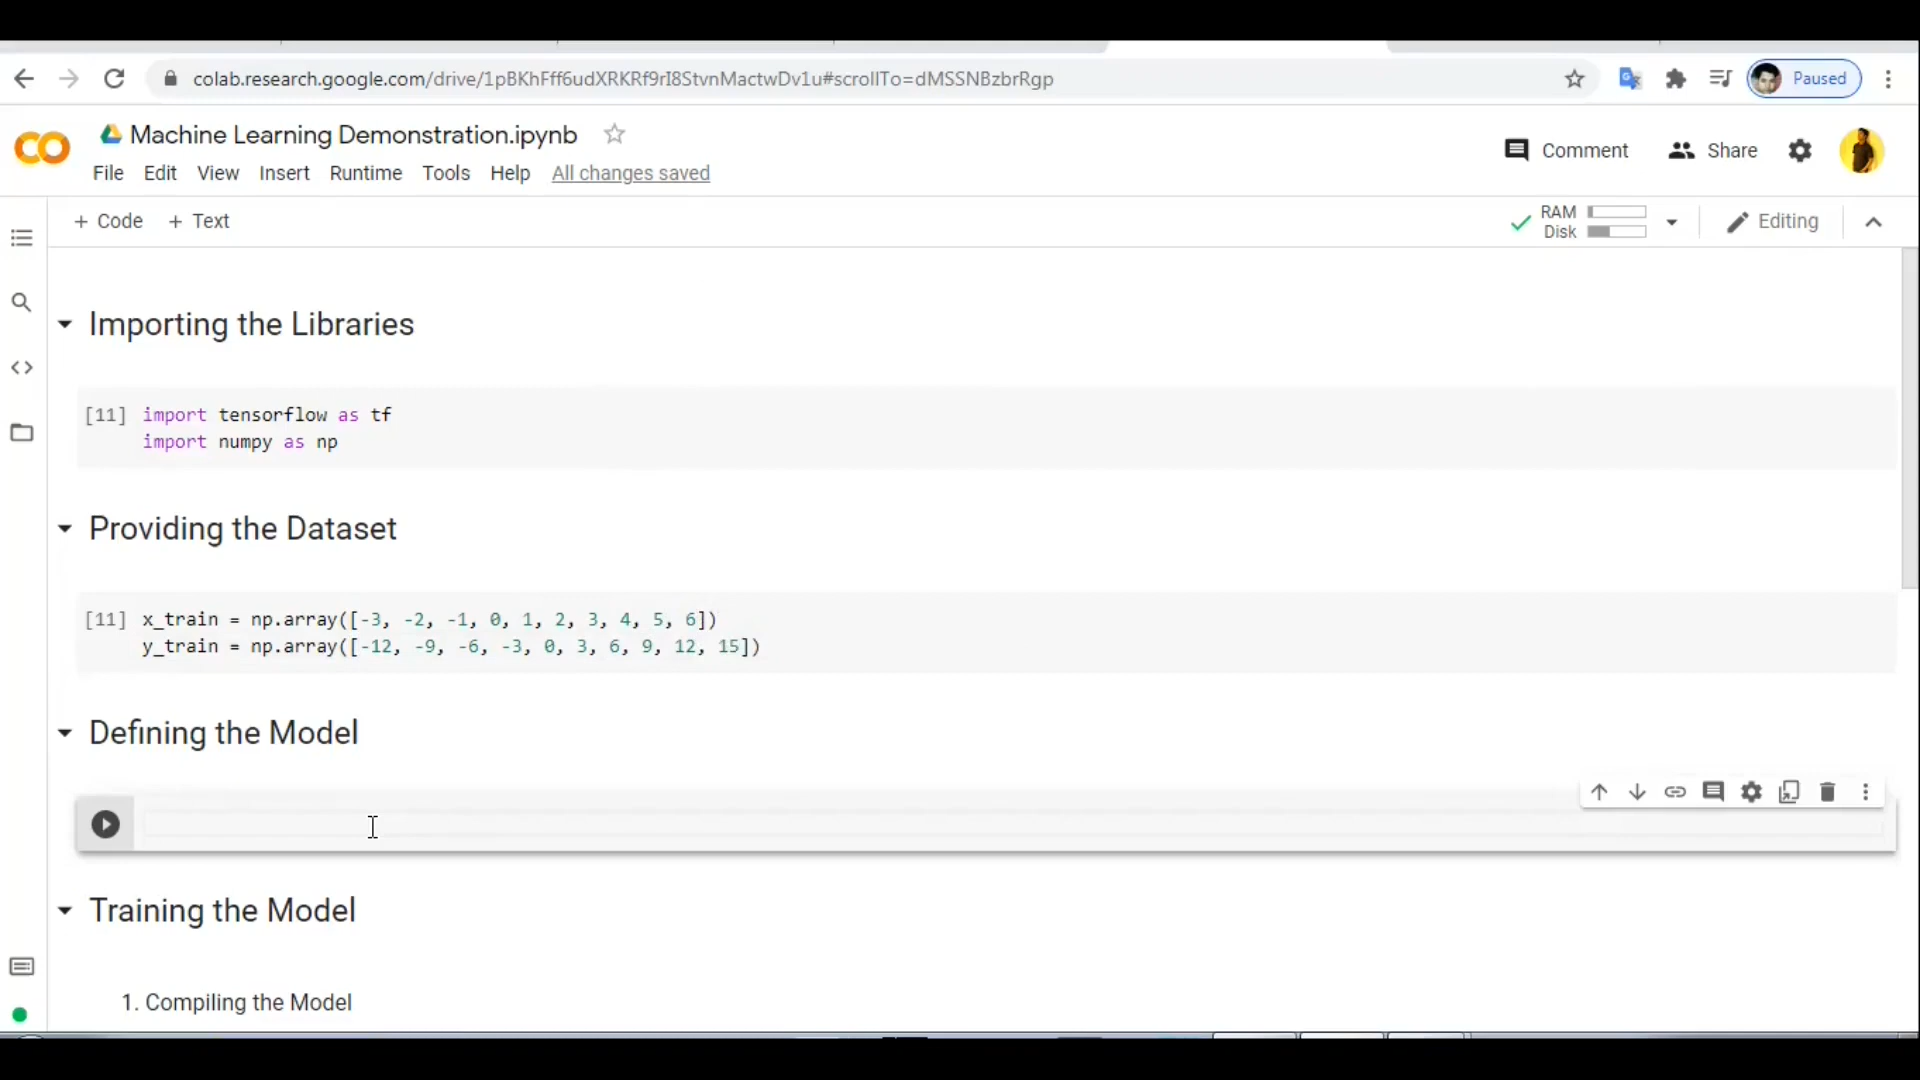 colab.research.google.com/drive/1pBKhFff6udXRKRf9rI8StvnMactwDv1u#scrollTo=dMSSNBzbrRgp
Paused
Machine Learning Demonstration.ipynb
Comment
Share
File Edit View Insert Runtime Tools Help All changes saved
+ Code + Text
RAM
Disk
Editing
Importing the Libraries
[11] import tensorflow as tf
import numpy as np
Providing the Dataset
[11] x_train = np.array([-3, -2, -1, 0, 1, 2, 3, 4, 5, 6])
y_train = np.array([-12, -9, -6, -3, 0, 3, 6, 9, 12, 15])
Defining the Model
Training the Model
1. Compiling the Model